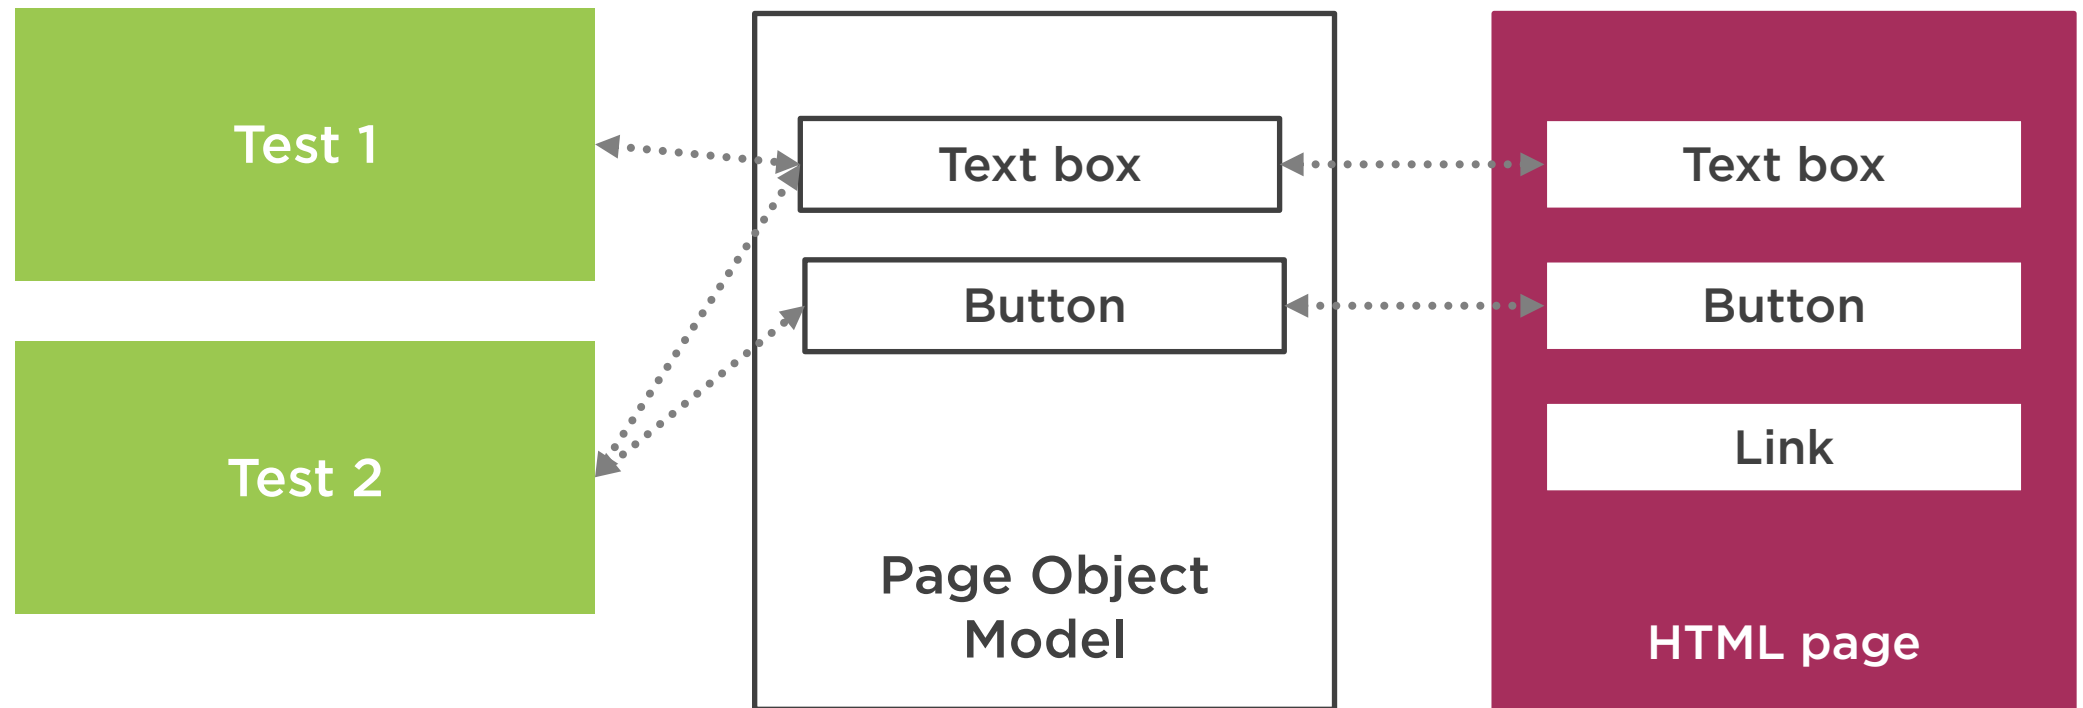 Test 1
Test 2
Text box
Button
Page Object
Model
Text box
Button
Link
HTML page